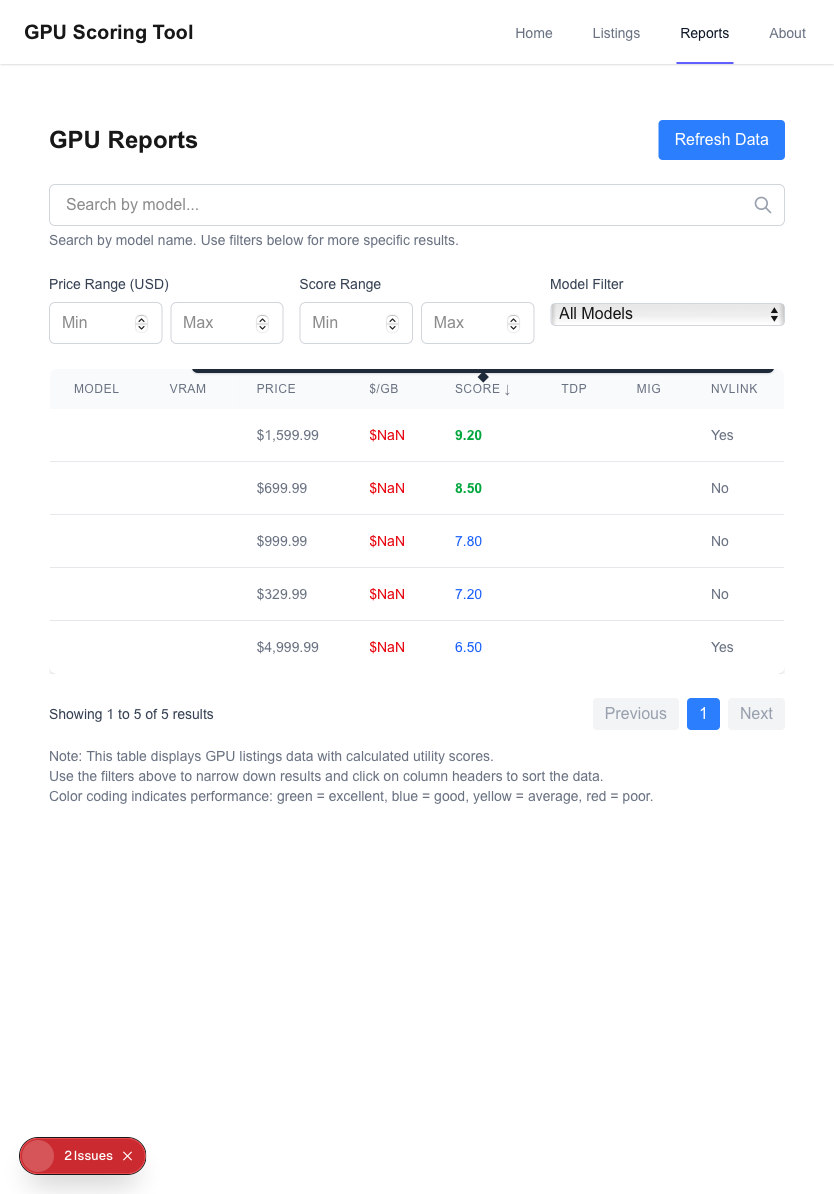 GPU Scoring Tool
Home Listings Reports About
GPU Reports
Refresh Data
Search by model...
Search by model name. Use filters below for more specific results.
Price Range (USD) Score Range Model Filter
Min Max Min Max All Models
MODEL VRAM PRICE $/GB SCORE ↓ TDP MIG NVLINK
$1,599.99 $NaN 9.20 Yes
$699.99 $NaN 8.50 No
$999.99 $NaN 7.80 No
$329.99 $NaN 7.20 No
$4,999.99 $NaN 6.50 Yes
Showing 1 to 5 of 5 results
Previous 1 Next
Note: This table displays GPU listings data with calculated utility scores.
Use the filters above to narrow down results and click on column headers to sort the data.
Color coding indicates performance: green = excellent, blue = good, yellow = average, red = poor.
2 Issues